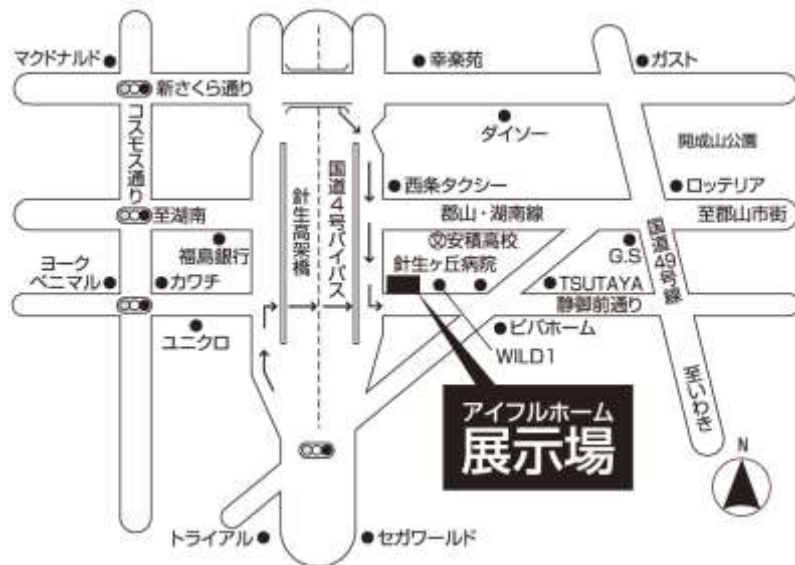 マクドナルド
幸楽苑
ガスト
新さくら通り
コスモス通り
ダイソー
開成山公園
国道4号バイパス
針生高架橋
西条タクシー
ロッテリア
至湖南
郡山・湖南線
至郡山市街
福島銀行
安積高校
針生ヶ丘病院
G.S
国道49号線
ヨーク
ベニマル
カワチ
TSUTAYA
静御前通り
ユニクロ
ビバホーム
WILD1
至いわき
アイフルホーム
展示場
N
トライアル
セガワールド